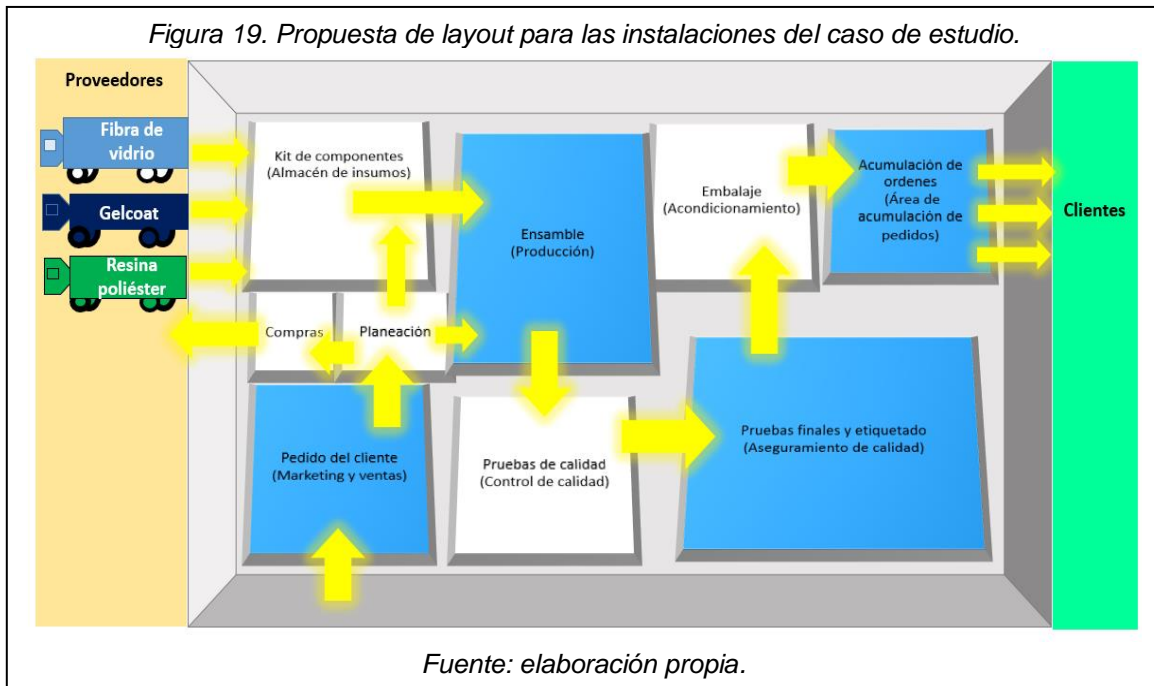 Figura 19. Propuesta de layout para las instalaciones del caso de estudio.
Proveedores
Fibra de
vidrio
Gelcoat
Resina
poliéster
Kit de componentes
(Almacén de insumos)
Compras
Planeación
Pedido del cliente
(Marketing y ventas)
Ensamble
(Producción)
Pruebas de calidad
(Control de calidad)
Pruebas finales y etiquetado
(Aseguramiento de calidad)
Embalaje
(Acondicionamiento)
Acumulación de
ordenes
(Área de
acumulación de
pedidos)
Clientes
Fuente: elaboración propia.